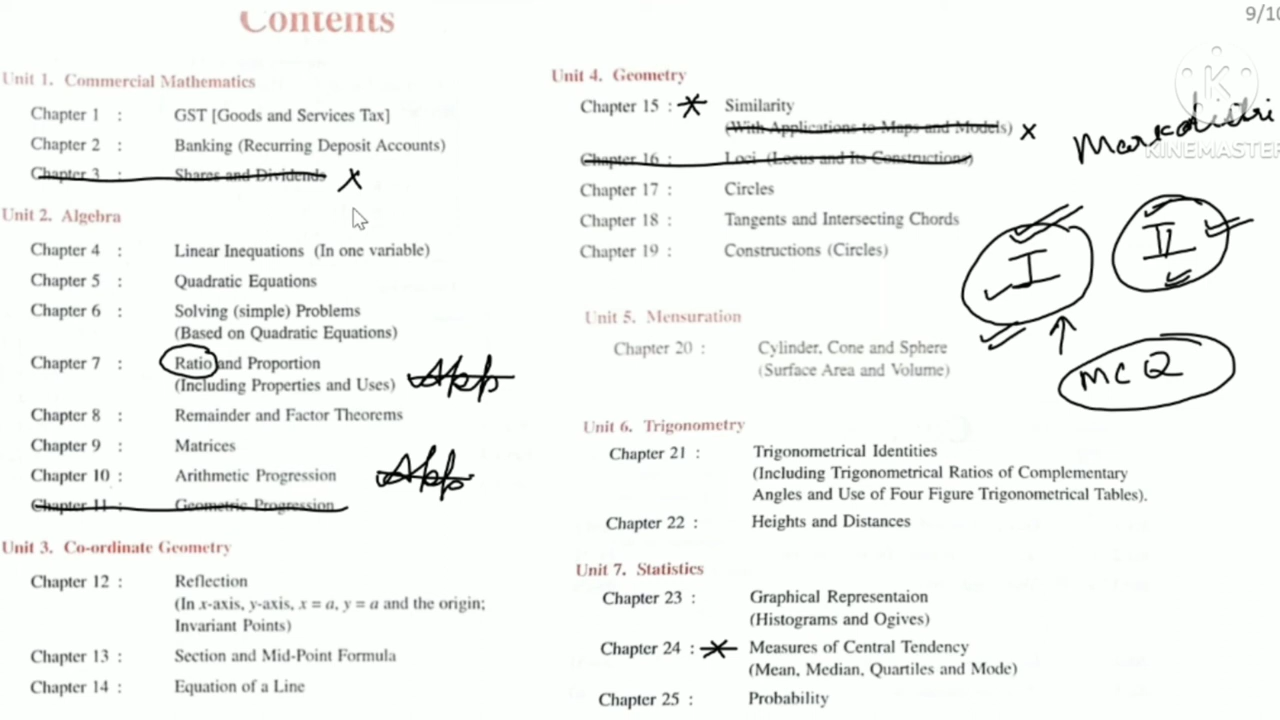 Contents
9/10
Unit 1. Commercial Mathematics
Chapter 1 : GST [Goods and Services Tax]
Chapter 2 : Banking (Recurring Deposit Accounts)
Chapter 3 : Shares and Dividends x
Unit 2. Algebra
Chapter 4 : Linear Inequations (In one variable)
Chapter 5 : Quadratic Equations
Chapter 6 : Solving (simple) Problems
(Based on Quadratic Equations)
Chapter 7 : Ratio and Proportion
(Including Properties and Uses) App
Chapter 8 : Remainder and Factor Theorems
Chapter 9 : Matrices
Chapter 10 : Arithmetic Progression App
Chapter 11 : Geometric Progression
Unit 3. Co-ordinate Geometry
Chapter 12 : Reflection
(In x-axis, y-axis, x = a, y = a and the origin;
Invariant Points)
Chapter 13 : Section and Mid-Point Formula
Chapter 14 : Equation of a Line
Unit 4. Geometry
Chapter 15 : Similarity
(With Applications to Maps and Models) x
Chapter 16 : Loci (Locus and Its Constructions)
Chapter 17 : Circles
Chapter 18 : Tangents and Intersecting Chords
Chapter 19 : Constructions (Circles)
Unit 5. Mensuration
Chapter 20 : Cylinder, Cone and Sphere
(Surface Area and Volume)
Unit 6. Trigonometry
Chapter 21 : Trigonometrical Identities
(Including Trigonometrical Ratios of Complementary
Angles and Use of Four Figure Trigonometrical Tables).
Chapter 22 : Heights and Distances
Unit 7. Statistics
Chapter 23 : Graphical Representaion
(Histograms and Ogives)
Chapter 24 : Measures of Central Tendency
(Mean, Median, Quartiles and Mode)
Chapter 25 : Probability
K
KINEMASTER
I
II
MCQ